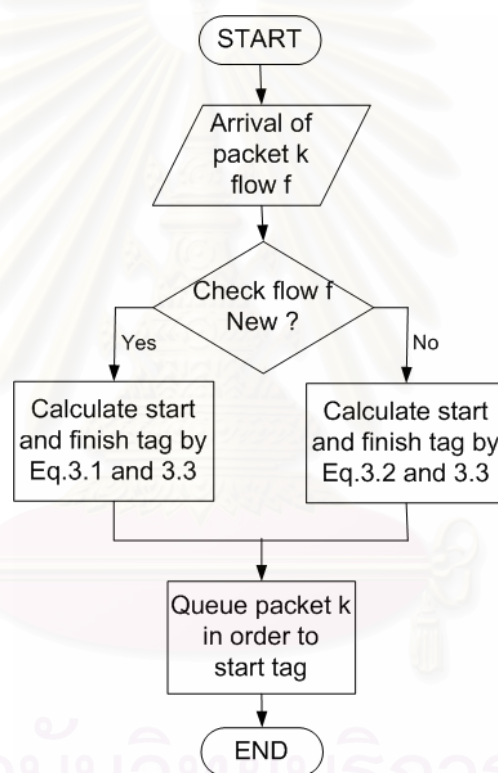 START
Arrival of
packet k
flow f
Check flow f
New ?
Yes
No
Calculate start
and finish tag by
Eq.3.1 and 3.3
Calculate start
and finish tag by
Eq.3.2 and 3.3
Queue packet k
in order to
start tag
END